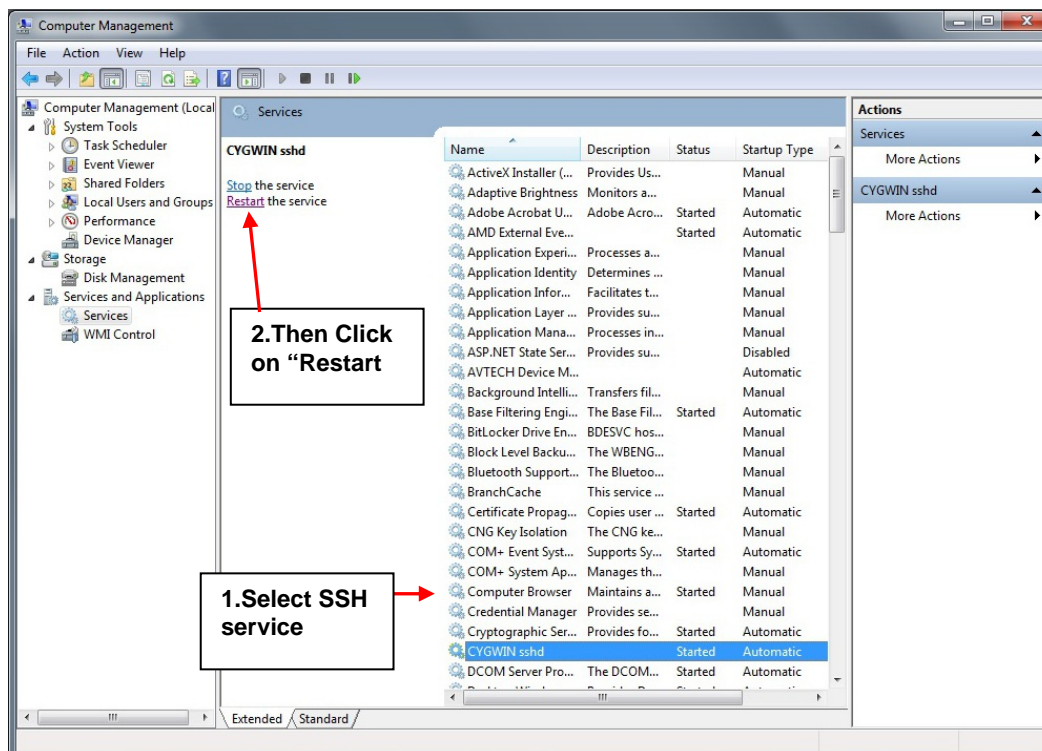 Computer Management
File Action View Help
Computer Management (Local
System Tools
Task Scheduler
Event Viewer
Shared Folders
Local Users and Groups
Performance
Device Manager
Storage
Disk Management
Services and Applications
Services
WMI Control
Services
CYGWIN sshd
Stop the service
Restart the service
2.Then Click
on “Restart
1.Select SSH
service
Name Description Status Startup Type
ActiveX Installer (... Provides Us... Manual
Adaptive Brightness Monitors a... Manual
Adobe Acrobat U... Adobe Acro... Started Automatic
AMD External Eve... Started Automatic
Application Experi... Processes a... Manual
Application Identity Determines ... Manual
Application Infor... Facilitates t... Manual
Application Layer ... Provides su... Manual
Application Mana... Processes in... Manual
ASP.NET State Ser... Provides su... Disabled
AVTECH Device M... Automatic
Background Intelli... Transfers fil... Manual
Base Filtering Engi... The Base Fil... Started Automatic
BitLocker Drive En... BDESVC hos... Manual
Block Level Backu... The WBENG... Manual
Bluetooth Support... The Bluetoo... Manual
BranchCache This service ... Manual
Certificate Propag... Copies user ... Started Automatic
CNG Key Isolation The CNG ke... Manual
COM+ Event Syst... Supports Sy... Started Automatic
COM+ System Ap... Manages th... Manual
Computer Browser Maintains a... Started Manual
Credential Manager Provides se... Manual
Cryptographic Ser... Provides fo... Started Automatic
CYGWIN sshd Started Automatic
DCOM Server Pro... The DCOM... Started Automatic
Extended Standard
Actions
Services
More Actions
CYGWIN sshd
More Actions